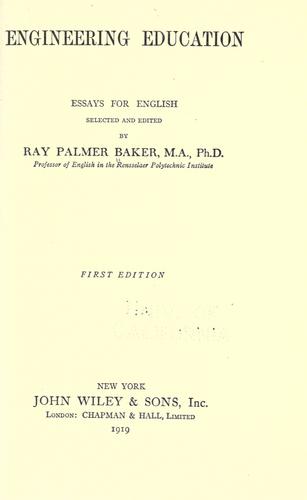 ENGINEERING EDUCATION
ESSAYS FOR ENGLISH
SELECTED AND EDITED
BY
RAY PALMER BAKER, M.A., Ph.D.
Professor of English in the Rensselaer Polytechnic Institute
FIRST EDITION
CALIFORNIA
NEW YORK
JOHN WILEY & SONS, Inc.
LONDON: CHAPMAN & HALL, LIMITED
1919